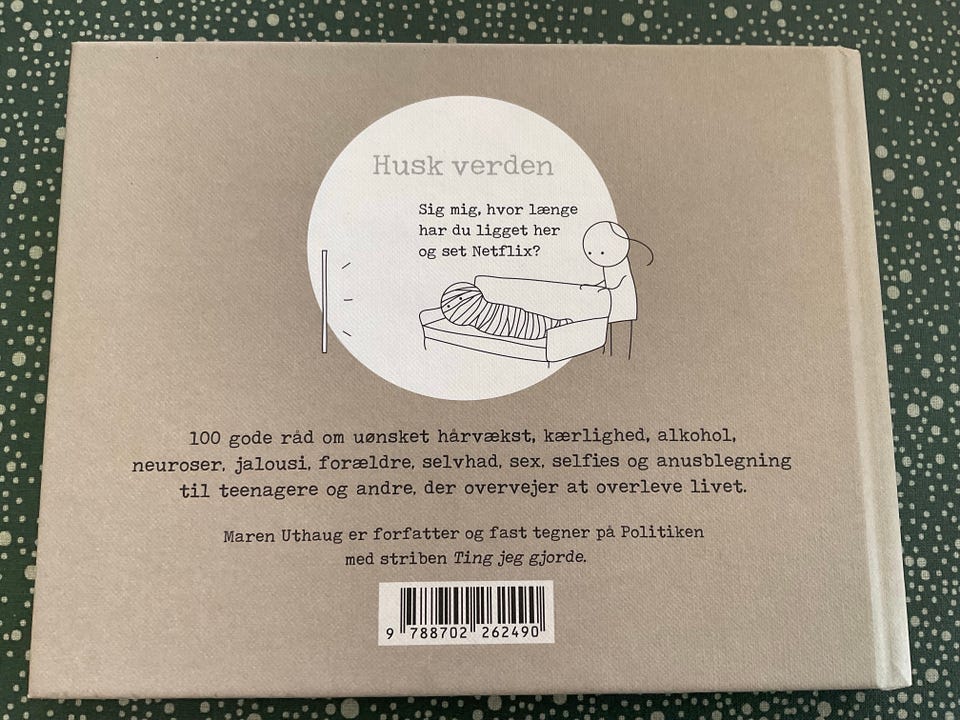 Husk verden
Sig mig, hvor længe
har du ligget her
og set Netflix?
100 gode råd om uønsket hårvækst, kærlighed, alkohol,
neuroser, jalousi, forældre, selvhad, sex, selfies og anusblegning
til teenagere og andre, der overvejer at overleve livet.
Maren Uthaug er forfatter og fast tegner på Politiken
med striben Ting jeg gjorde.
9 788702 262490